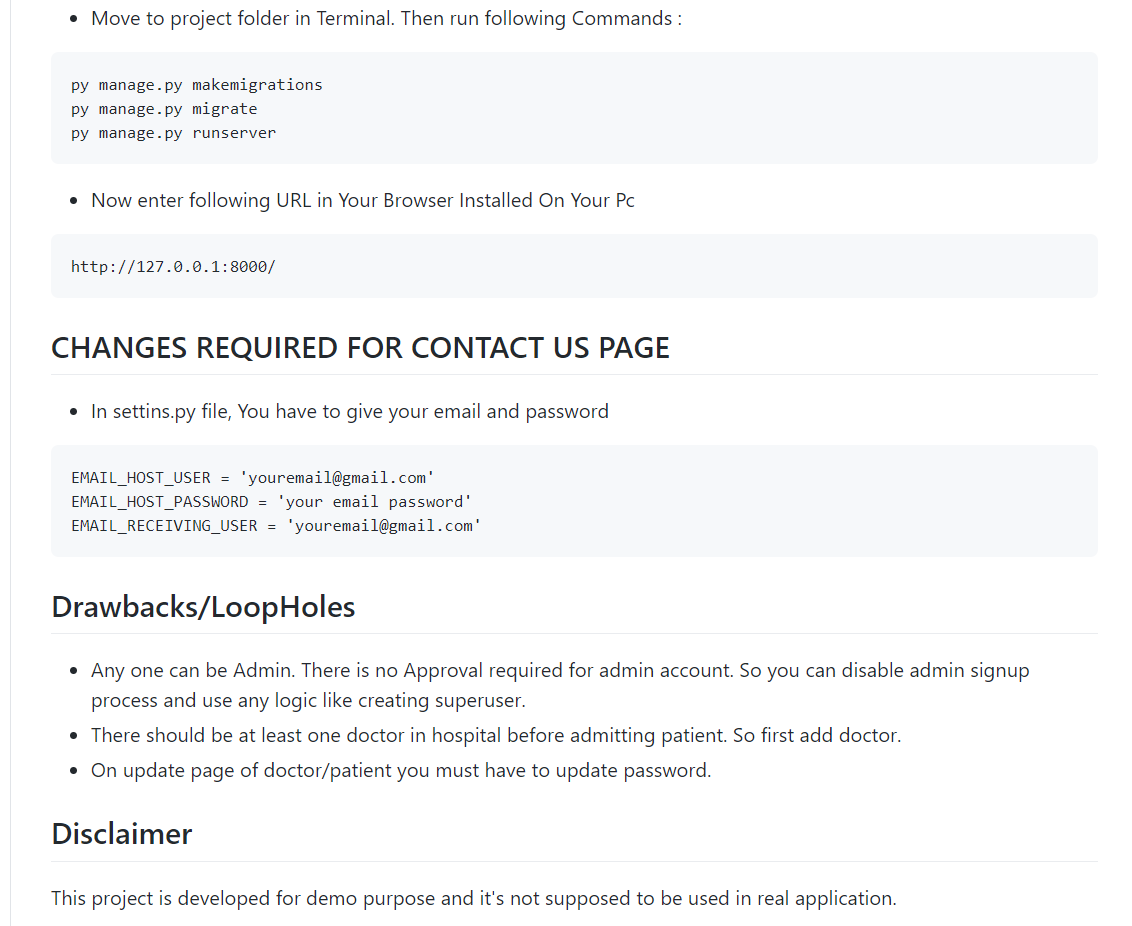 Move to project folder in Terminal. Then run following Commands :
py manage.py makemigrations
py manage.py migrate
py manage.py runserver
Now enter following URL in Your Browser Installed On Your Pc
http://127.0.0.1:8000/
CHANGES REQUIRED FOR CONTACT US PAGE
In settins.py file, You have to give your email and password
EMAIL_HOST_USER = 'youremail@gmail.com'
EMAIL_HOST_PASSWORD = 'your email password'
EMAIL_RECEIVING_USER = 'youremail@gmail.com'
Drawbacks/LoopHoles
Any one can be Admin. There is no Approval required for admin account. So you can disable admin signup
process and use any logic like creating superuser.
There should be at least one doctor in hospital before admitting patient. So first add doctor.
On update page of doctor/patient you must have to update password.
Disclaimer
This project is developed for demo purpose and it's not supposed to be used in real application.